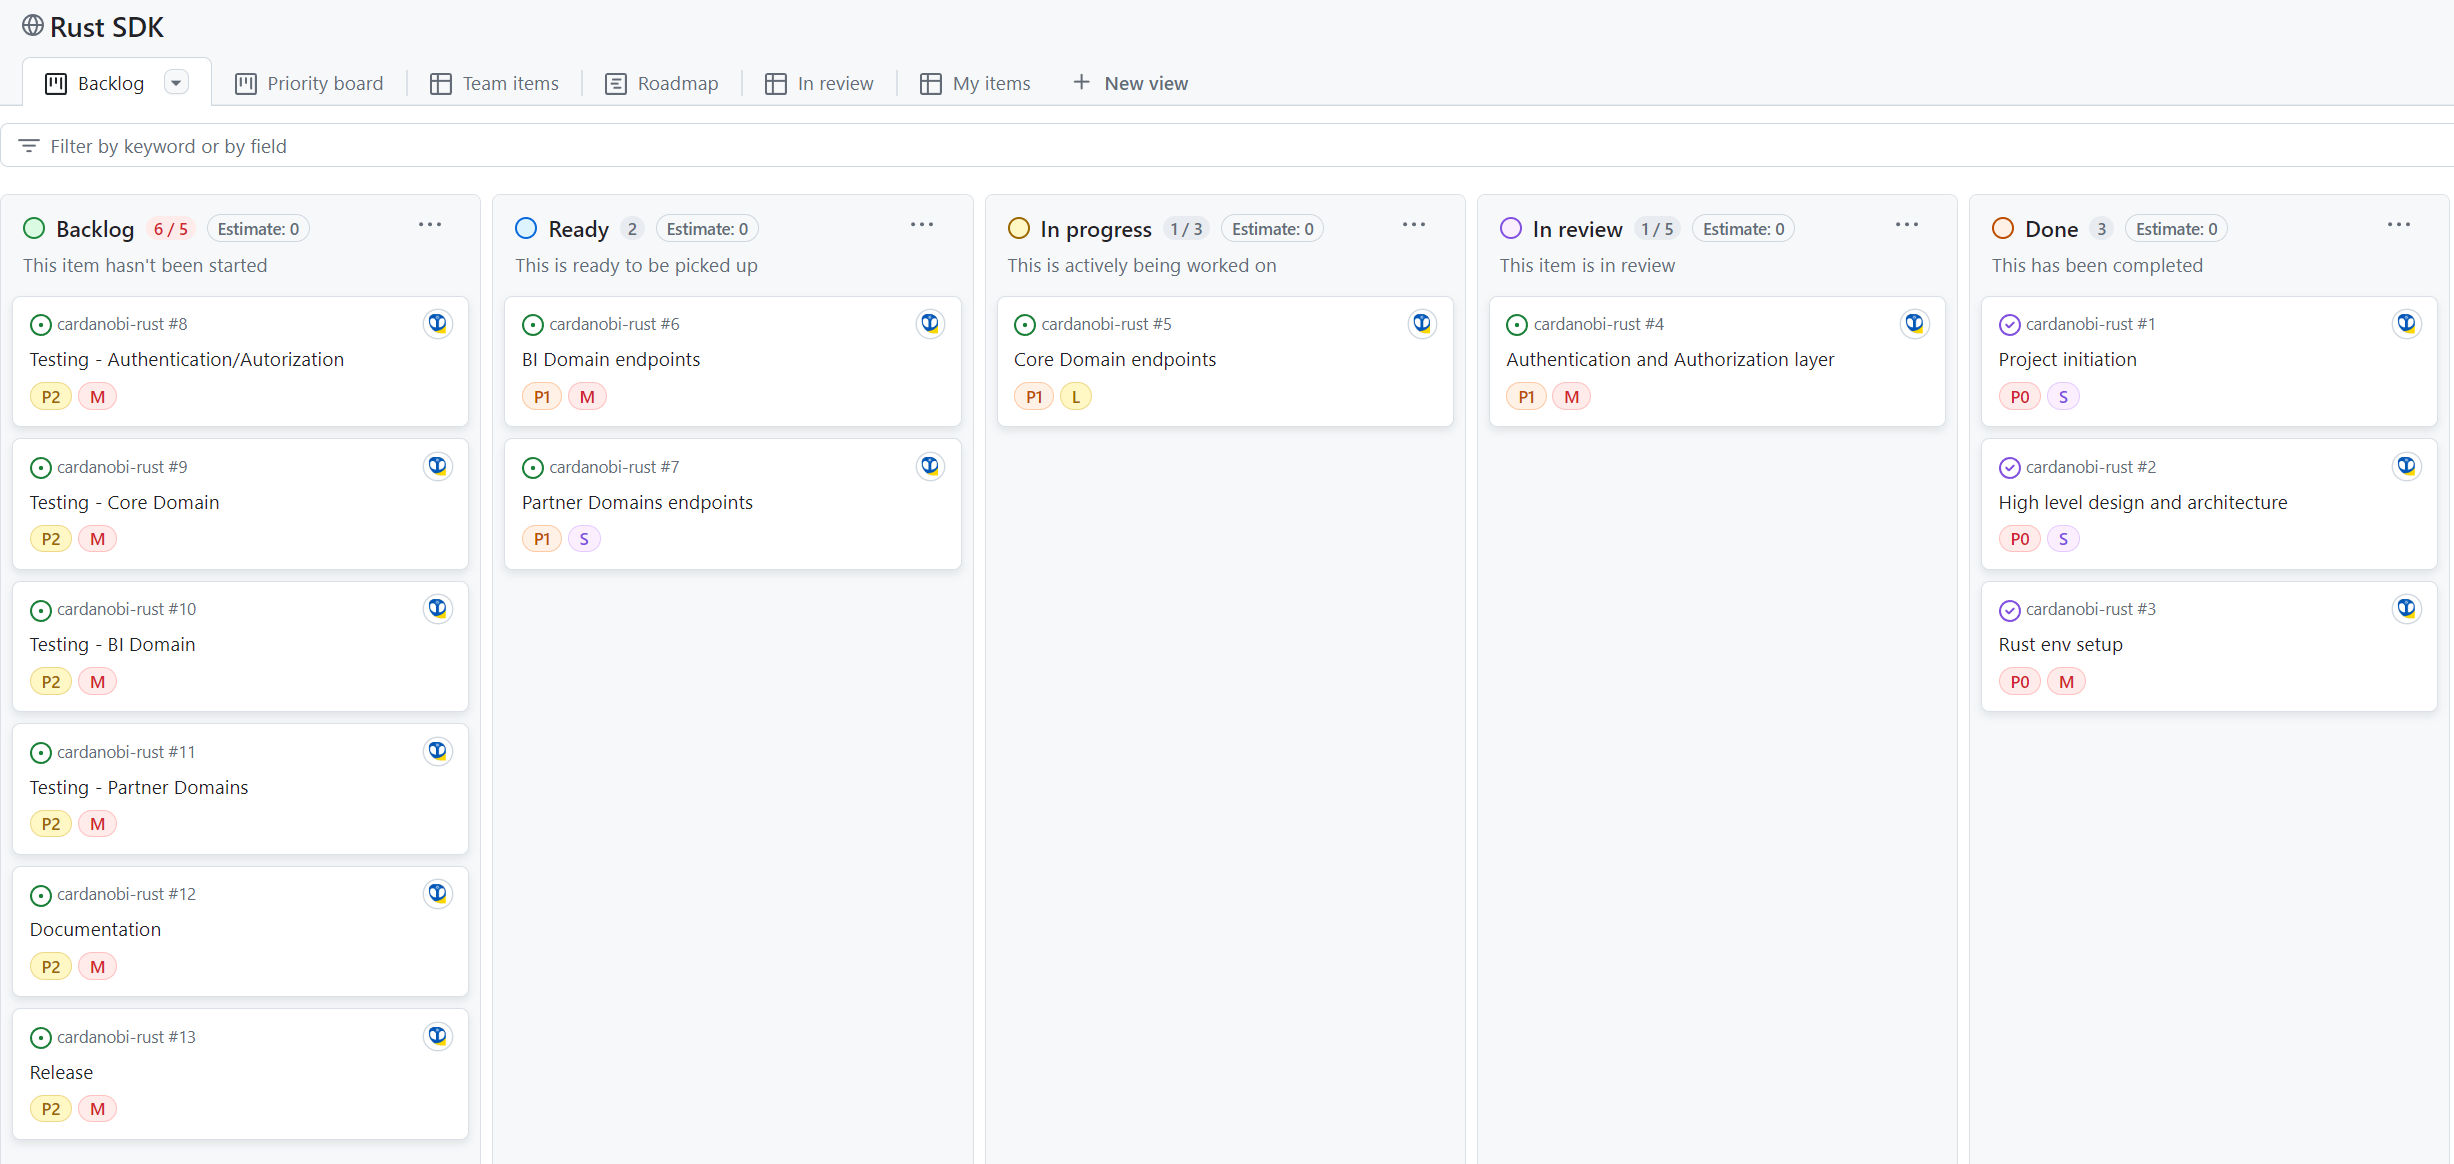 Rust SDK
Backlog
Priority board
Team items
Roadmap
In review
My items
New view
Filter by keyword or by field
Backlog 6 / 5 Estimate: 0
This item hasn't been started
cardanobi-rust #8
Testing - Authentication/Autorization
P2 M
cardanobi-rust #9
Testing - Core Domain
P2 M
cardanobi-rust #10
Testing - BI Domain
P2 M
cardanobi-rust #11
Testing - Partner Domains
P2 M
cardanobi-rust #12
Documentation
P2 M
cardanobi-rust #13
Release
P2 M
Ready 2 Estimate: 0
This is ready to be picked up
cardanobi-rust #6
BI Domain endpoints
P1 M
cardanobi-rust #7
Partner Domains endpoints
P1 S
In progress 1 / 3 Estimate: 0
This is actively being worked on
cardanobi-rust #5
Core Domain endpoints
P1 L
In review 1 / 5 Estimate: 0
This item is in review
cardanobi-rust #4
Authentication and Authorization layer
P1 M
Done 3 Estimate: 0
This has been completed
cardanobi-rust #1
Project initiation
P0 S
cardanobi-rust #2
High level design and architecture
P0 S
cardanobi-rust #3
Rust env setup
P0 M